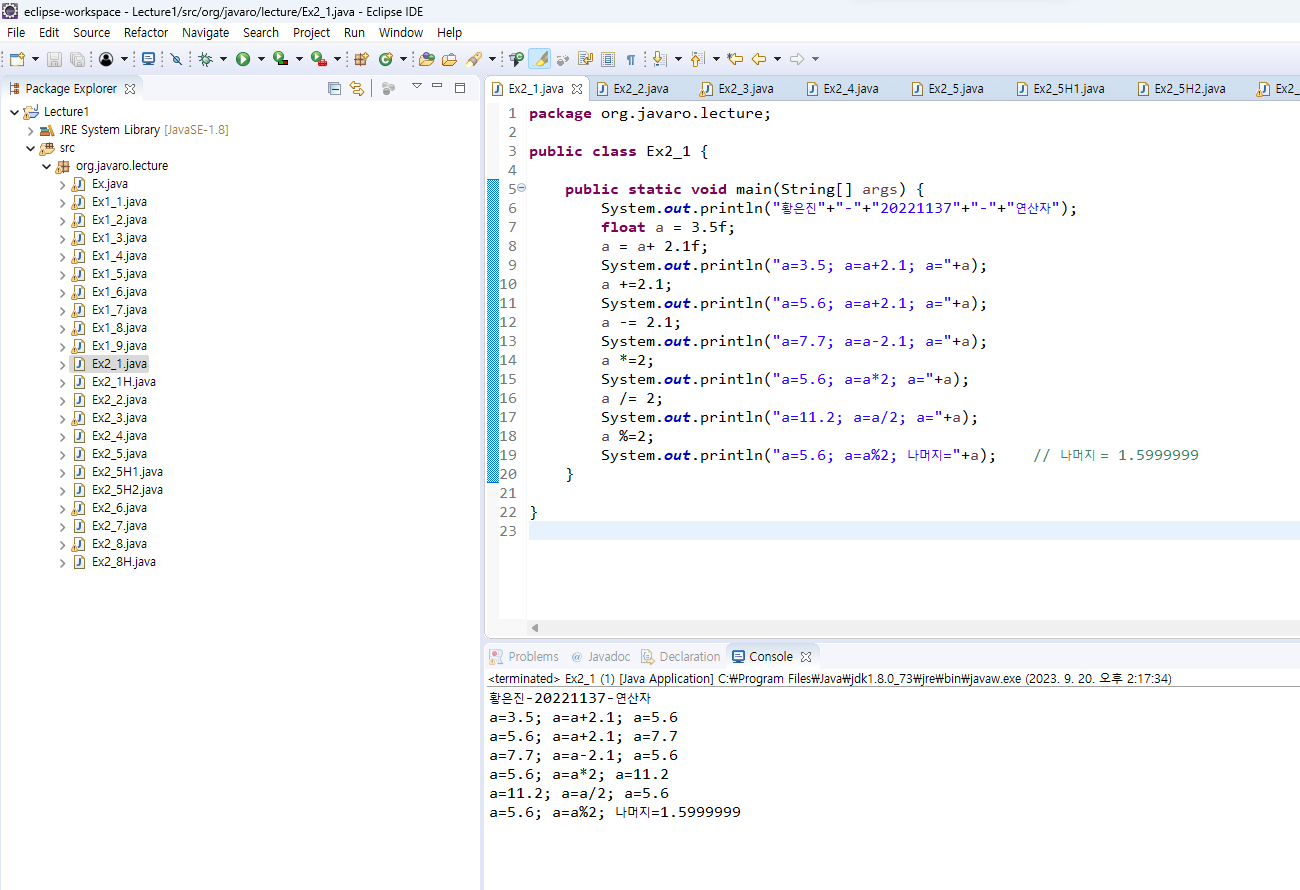 eclipse-workspace - Lecture1/src/org/javaro/lecture/Ex2_1.java - Eclipse IDE
File Edit Source Refactor Navigate Search Project Run Window Help
Package Explorer
Lecture1
JRE System Library [JavaSE-1.8]
src
org.javaro.lecture
Ex.java
Ex1_1.java
Ex1_2.java
Ex1_3.java
Ex1_4.java
Ex1_5.java
Ex1_6.java
Ex1_7.java
Ex1_8.java
Ex1_9.java
Ex2_1.java
Ex2_1H.java
Ex2_2.java
Ex2_3.java
Ex2_4.java
Ex2_5.java
Ex2_5H1.java
Ex2_5H2.java
Ex2_6.java
Ex2_7.java
Ex2_8.java
Ex2_8H.java
Ex2_1.java Ex2_2.java Ex2_3.java Ex2_4.java Ex2_5.java Ex2_5H1.java Ex2_5H2.java Ex2_
1 package org.javaro.lecture;
2
3 public class Ex2_1 {
4
5 public static void main(String[] args) {
6 System.out.println("황은진"+"-"+"20221137"+"-"+"연산자");
7 float a = 3.5f;
8 a = a+ 2.1f;
9 System.out.println("a=3.5; a=a+2.1; a="+a);
10 a +=2.1;
11 System.out.println("a=5.6; a=a+2.1; a="+a);
12 a -= 2.1;
13 System.out.println("a=7.7; a=a-2.1; a="+a);
14 a *=2;
15 System.out.println("a=5.6; a=a*2; a="+a);
16 a /= 2;
17 System.out.println("a=11.2; a=a/2; a="+a);
18 a %=2;
19 System.out.println("a=5.6; a=a%2; 나머지="+a); // 나머지 = 1.5999999
20 }
21
22 }
23
Problems @ Javadoc Declaration Console
<terminated> Ex2_1 (1) [Java Application] C:₩Program Files₩Java₩jdk1.8.0_73₩jre₩bin₩javaw.exe (2023. 9. 20. 오후 2:17:34)
황은진-20221137-연산자
a=3.5; a=a+2.1; a=5.6
a=5.6; a=a+2.1; a=7.7
a=7.7; a=a-2.1; a=5.6
a=5.6; a=a*2; a=11.2
a=11.2; a=a/2; a=5.6
a=5.6; a=a%2; 나머지=1.5999999